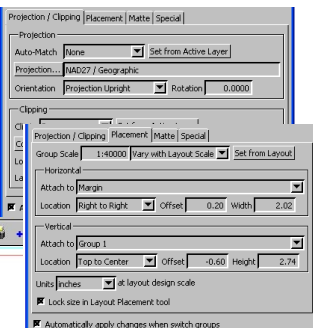 Projection / Clipping Placement Matte Special
Projection
Auto-Match None Set from Active Layer
Projection... NAD27 / Geographic
Orientation Projection Upright Rotation 0.0000
Clipping
Projection / Clipping Placement Matte Special
Group Scale 1:40000 Vary with Layout Scale Set from Layout
Horizontal
Attach to Margin
Location Right to Right Offset 0.20 Width 2.02
Vertical
Attach to Group 1
Location Top to Center Offset -0.60 Height 2.74
Units inches at layout design scale
Lock size in Layout Placement tool
Automatically apply changes when switch groups